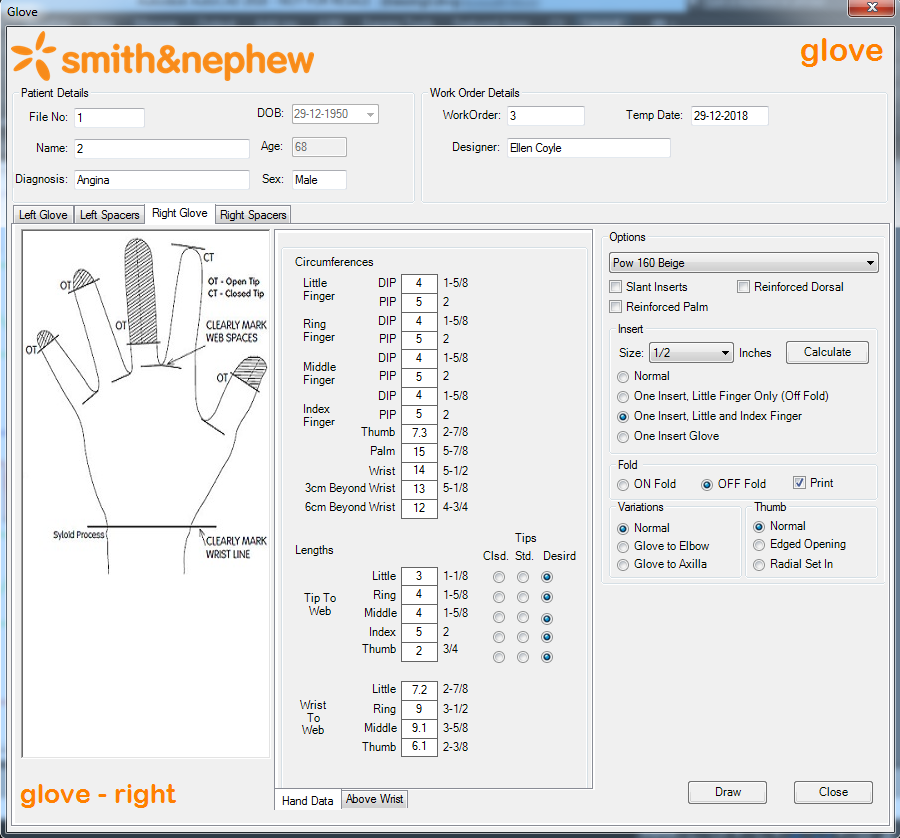 Glove
smith&nephew
glove
Patient Details
File No: 1
DOB: 29-12-1950
Name: 2
Age: 68
Diagnosis: Angina
Sex: Male
Work Order Details
WorkOrder: 3
Temp Date: 29-12-2018
Designer: Ellen Coyle
Left Glove
Left Spacers
Right Glove
Right Spacers
CT
OT
OT - Open Tip
CT - Closed Tip
OT
CLEARLY MARK
WEB SPACES
OT
OT
Syloid Process
CLEARLY MARK
WRIST LINE
glove - right
Circumferences
Little
Finger
DIP 4 1-5/8
PIP 5 2
Ring
Finger
DIP 4 1-5/8
PIP 5 2
Middle
Finger
DIP 4 1-5/8
PIP 5 2
Index
Finger
DIP 4 1-5/8
PIP 5 2
Thumb 7.3 2-7/8
Palm 15 5-7/8
Wrist 14 5-1/2
3cm Beyond Wrist 13 5-1/8
6cm Beyond Wrist 12 4-3/4
Lengths
Tips
Clsd. Std. Desird
Tip To
Web
Little 3 1-1/8
Ring 4 1-5/8
Middle 4 1-5/8
Index 5 2
Thumb 2 3/4
Wrist
To
Web
Little 7.2 2-7/8
Ring 9 3-1/2
Middle 9.1 3-5/8
Thumb 6.1 2-3/8
Hand Data
Above Wrist
Options
Pow 160 Beige
Slant Inserts
Reinforced Dorsal
Reinforced Palm
Insert
Size: 1/2 Inches
Calculate
Normal
One Insert, Little Finger Only (Off Fold)
One Insert, Little and Index Finger
One Insert Glove
Fold
ON Fold
OFF Fold
Print
Variations
Normal
Glove to Elbow
Glove to Axilla
Thumb
Normal
Edged Opening
Radial Set In
Draw
Close